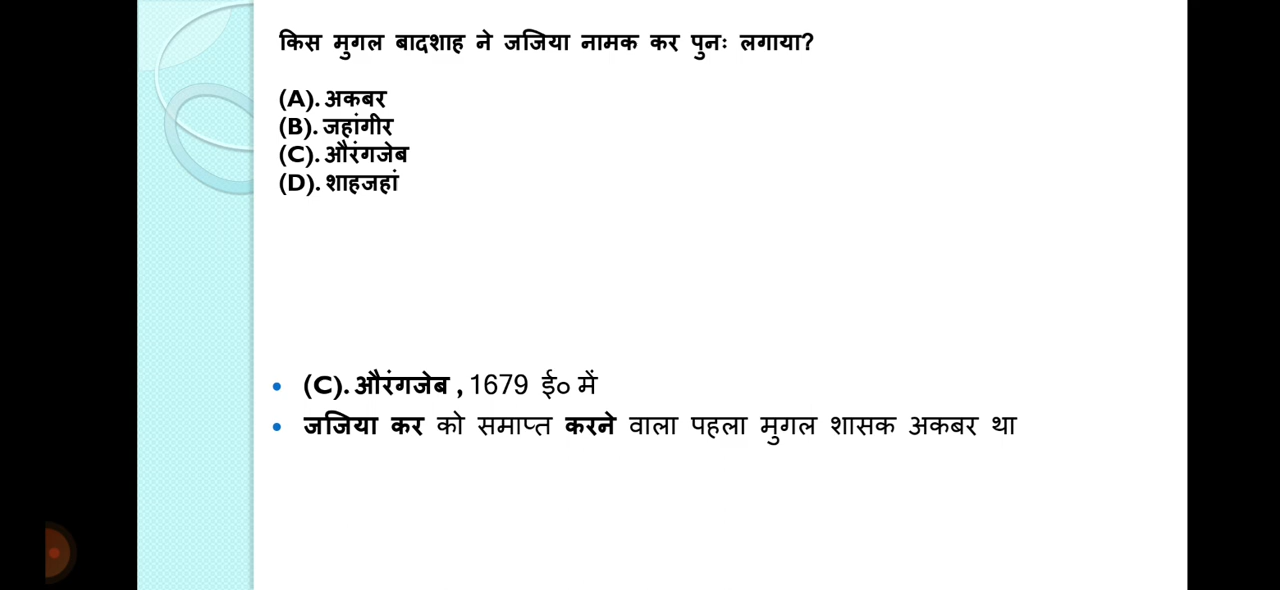 किस मुगल बादशाह ने जजिया नामक कर पुनः लगाया?
(A). अकबर
(B). जहांगीर
(C). औरंगजेब
(D). शाहजहां
• (C). औरंगजेब , 1679 ई० में
• जजिया कर को समाप्त करने वाला पहला मुगल शासक अकबर था